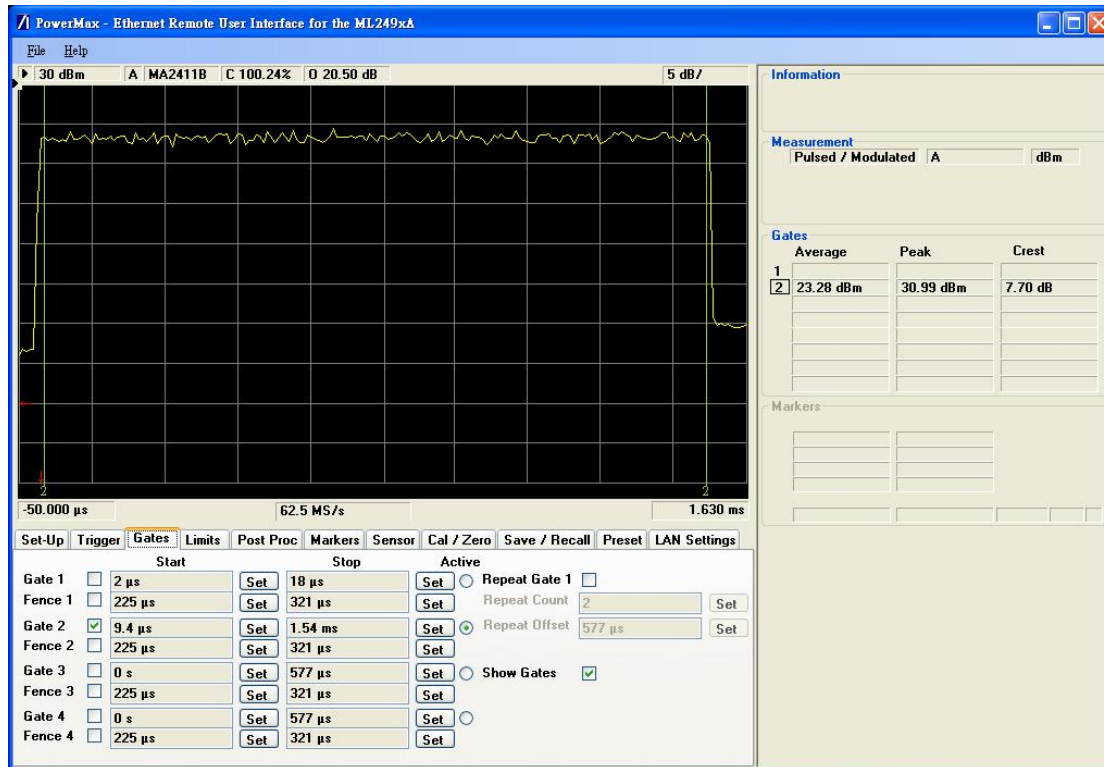 PowerMax - Ethernet Remote User Interface for the ML249xA
File Help
30 dBm A MA2411B C 100.24% O 20.50 dB 5 dB/
2 2
-50.000 µs 62.5 MS/s 1.630 ms
Set-Up Trigger Gates Limits Post Proc Markers Sensor Cal / Zero Save / Recall Preset LAN Settings
Start Stop Active
Gate 1 2 µs Set 18 µs Set Repeat Gate 1
Fence 1 225 µs Set 321 µs Set Repeat Count 2 Set
Gate 2 9.4 µs Set 1.54 ms Set Repeat Offset 577 µs Set
Fence 2 225 µs Set 321 µs Set
Gate 3 0 s Set 577 µs Set Show Gates
Fence 3 225 µs Set 321 µs Set
Gate 4 0 s Set 577 µs Set
Fence 4 225 µs Set 321 µs Set
Information
Measurement
Pulsed / Modulated A dBm
Gates
Average Peak Crest
1
2 23.28 dBm 30.99 dBm 7.70 dB
Markers